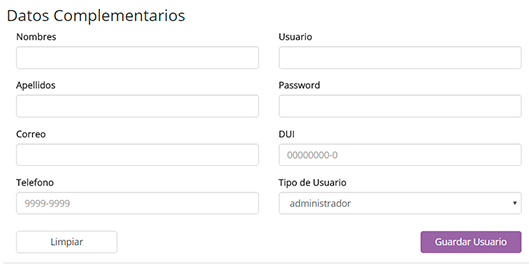 Datos Complementarios
Nombres
Usuario
Apellidos
Password
Correo
DUI
00000000-0
Telefono
Tipo de Usuario
9999-9999
administrador
Limpiar
Guardar Usuario